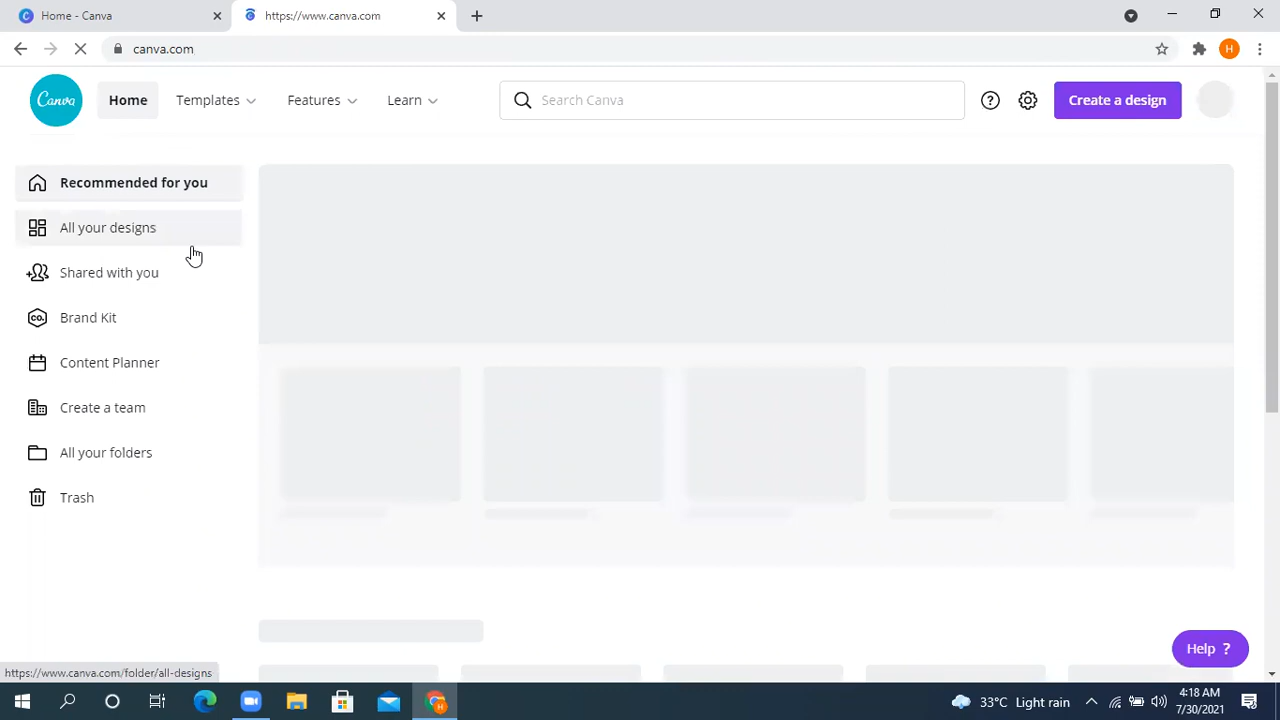 Home - Canva
https://www.canva.com
canva.com
Canva
Home
Templates
Features
Learn
Search Canva
Create a design
Recommended for you
All your designs
Shared with you
Brand Kit
CO.
Content Planner
Create a team
All your folders
Trash
Help ?
https://www.canva.com/folder/all-designs
33°C Light rain
4:18 AM
7/30/2021